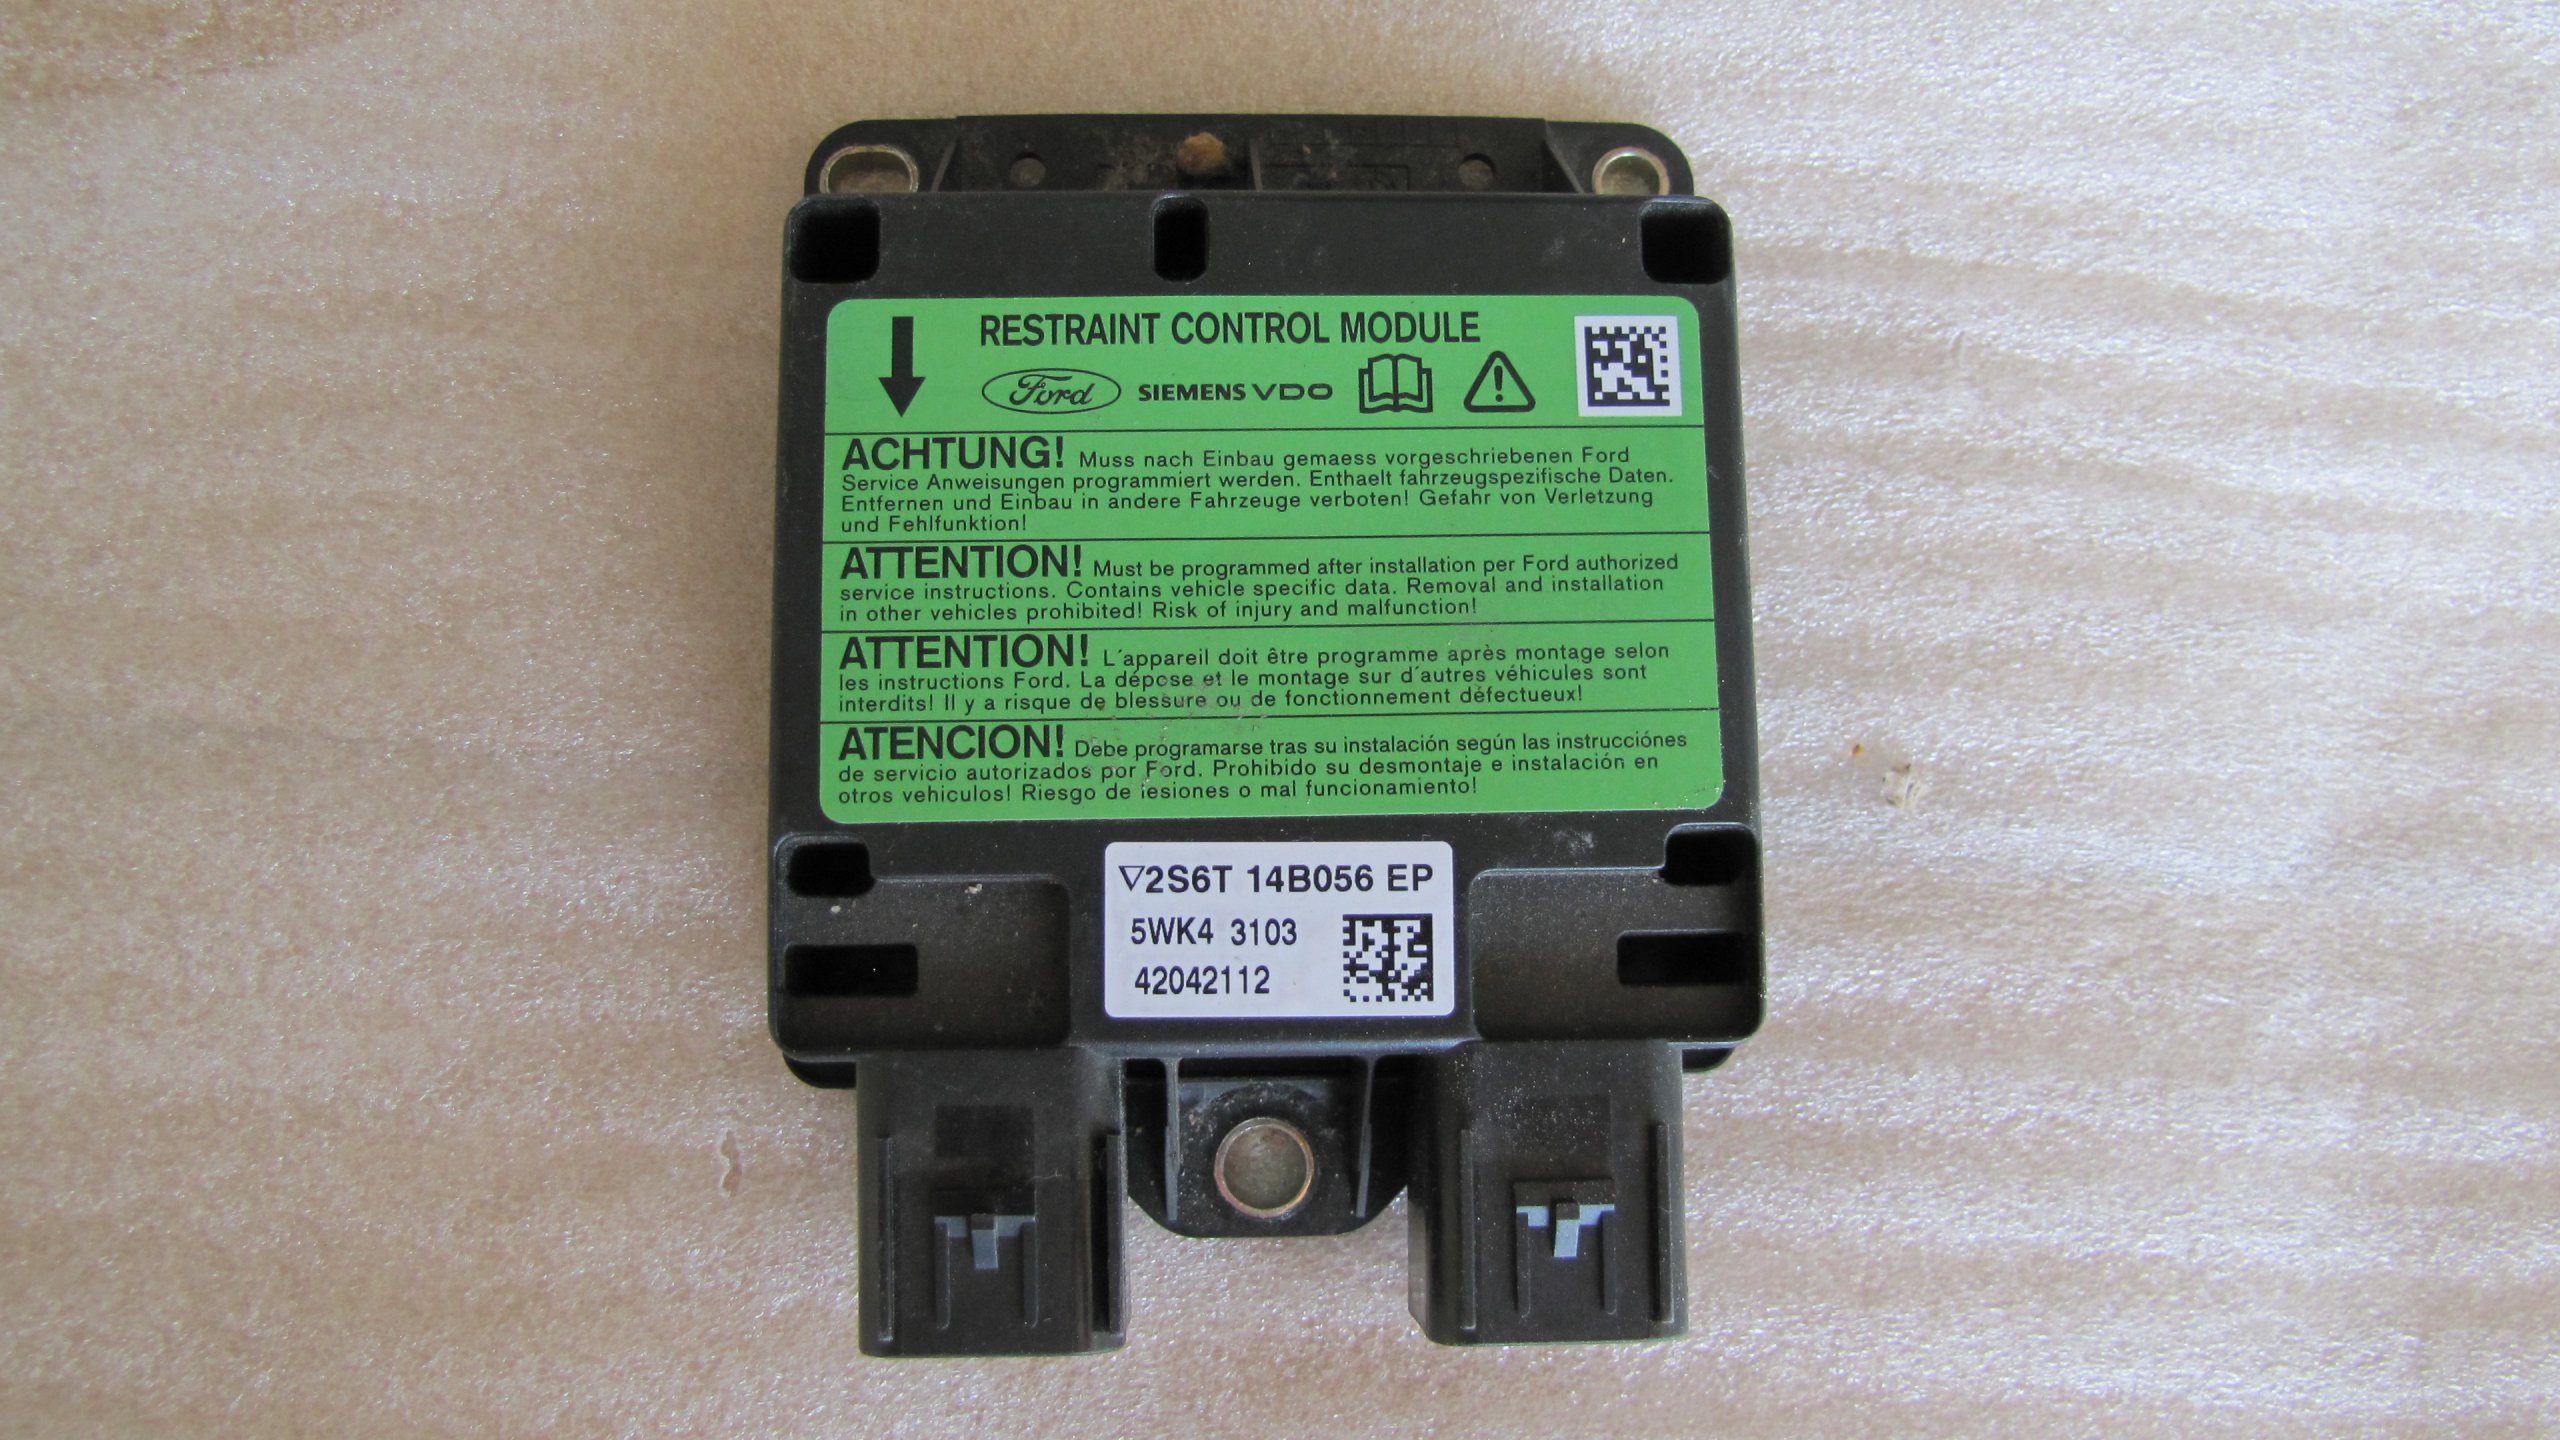 RESTRAINT CONTROL MODULE
Ford SIEMENS VDO
ACHTUNG! Muss nach Einbau gemaess vorgeschriebenen Ford
Service Anweisungen programmiert werden. Enthaelt fahrzeugspezifische Daten.
Entfernen und Einbau in andere Fahrzeuge verboten! Gefahr von Verletzung
und Fehlfunktion!
ATTENTION! Must be programmed after installation per Ford authorized
service instructions. Contains vehicle specific data. Removal and installation
in other vehicles prohibited! Risk of injury and malfunction!
ATTENTION! L´appareil doit être programme après montage selon
les instructions Ford. La dépose et le montage sur d´autres véhicules sont
interdits! Il y a risque de blessure ou de fonctionnement défectueux!
ATENCION! Debe programarse tras su instalación según las instrucciónes
de servicio autorizados por Ford. Prohibido su desmontaje e instalación en
otros vehiculos! Riesgo de lesiones o mal funcionamiento!
▽2S6T 14B056 EP
5WK4 3103
42042112